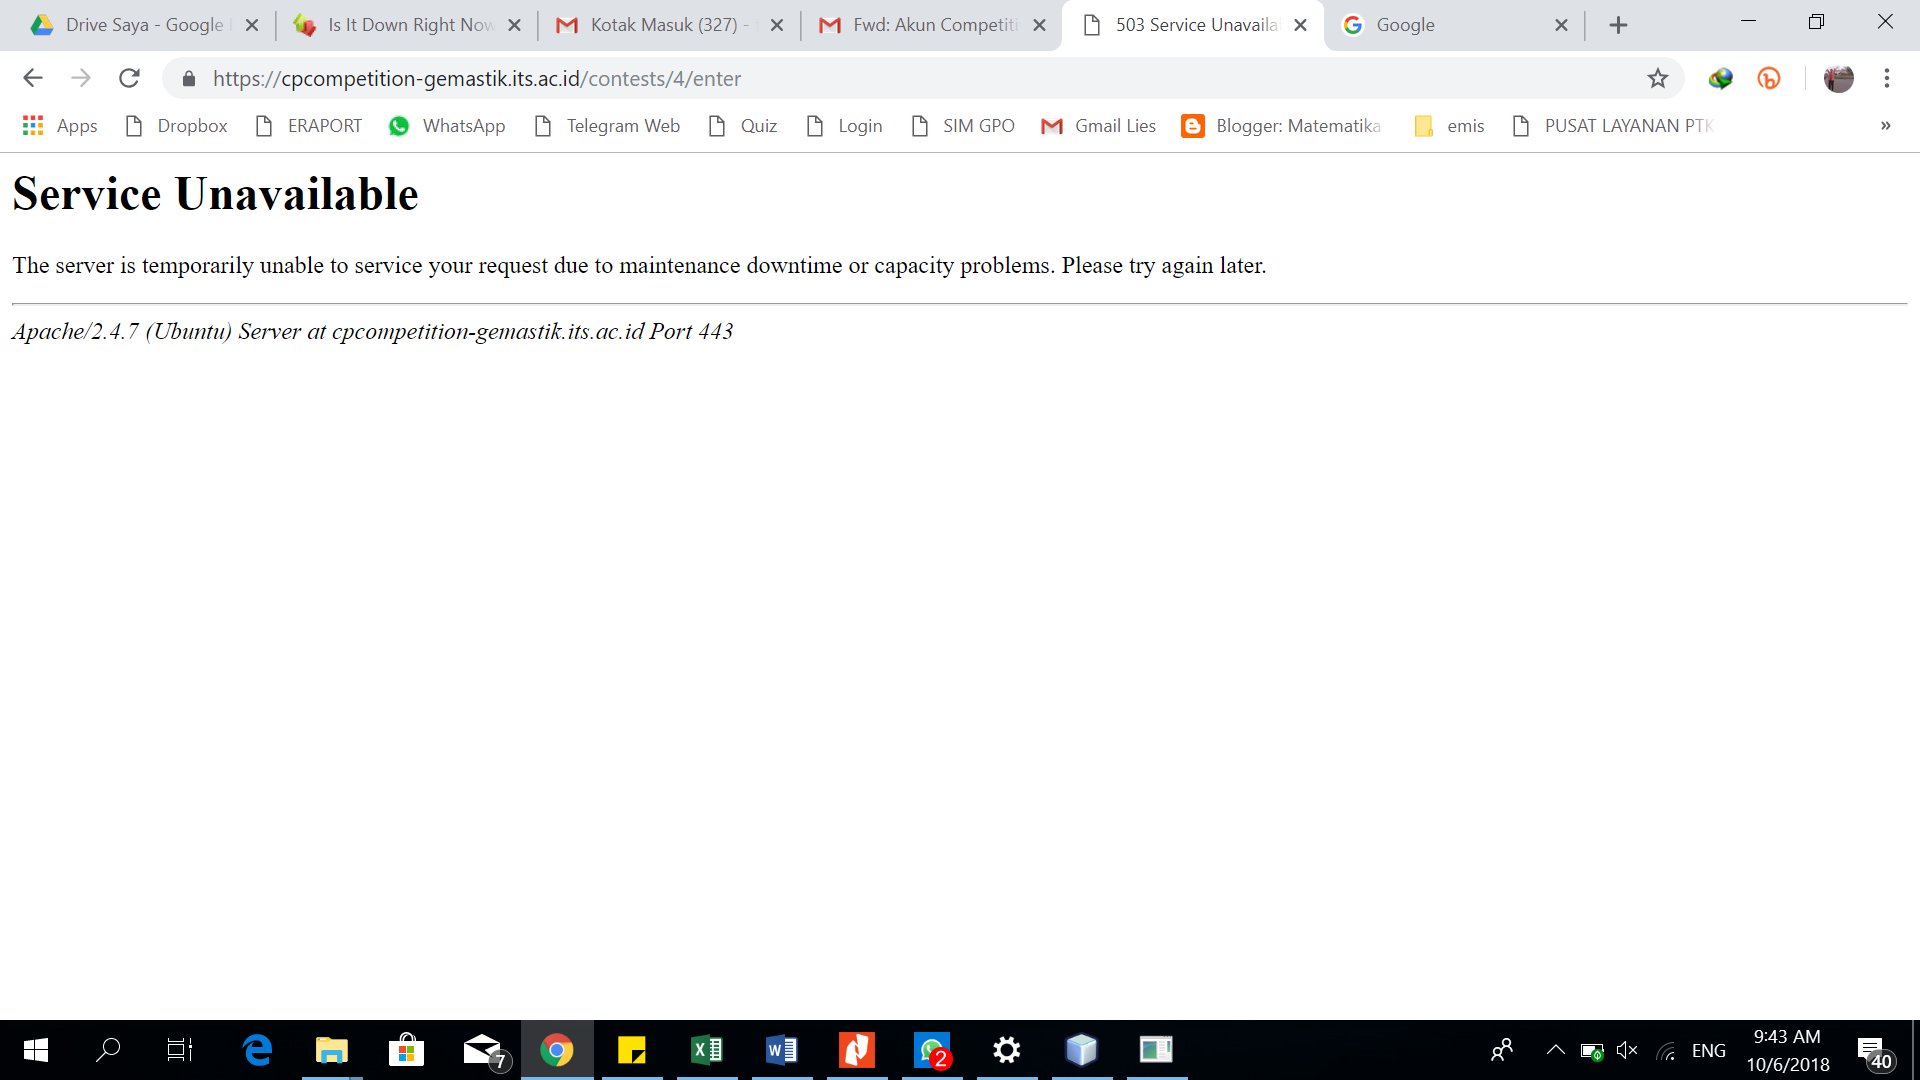 Drive Saya - Google
Is It Down Right Now
Kotak Masuk (327) -
Fwd: Akun Competiti
503 Service Unavaila
Google
https://cpcompetition-gemastik.its.ac.id/contests/4/enter
Apps
Dropbox
ERAPORT
WhatsApp
Telegram Web
Quiz
Login
SIM GPO
Gmail Lies
Blogger: Matematika
emis
PUSAT LAYANAN PTK
»
Service Unavailable
The server is temporarily unable to service your request due to maintenance downtime or capacity problems. Please try again later.
Apache/2.4.7 (Ubuntu) Server at cpcompetition-gemastik.its.ac.id Port 443
7
2
ENG
9:43 AM
10/6/2018
40